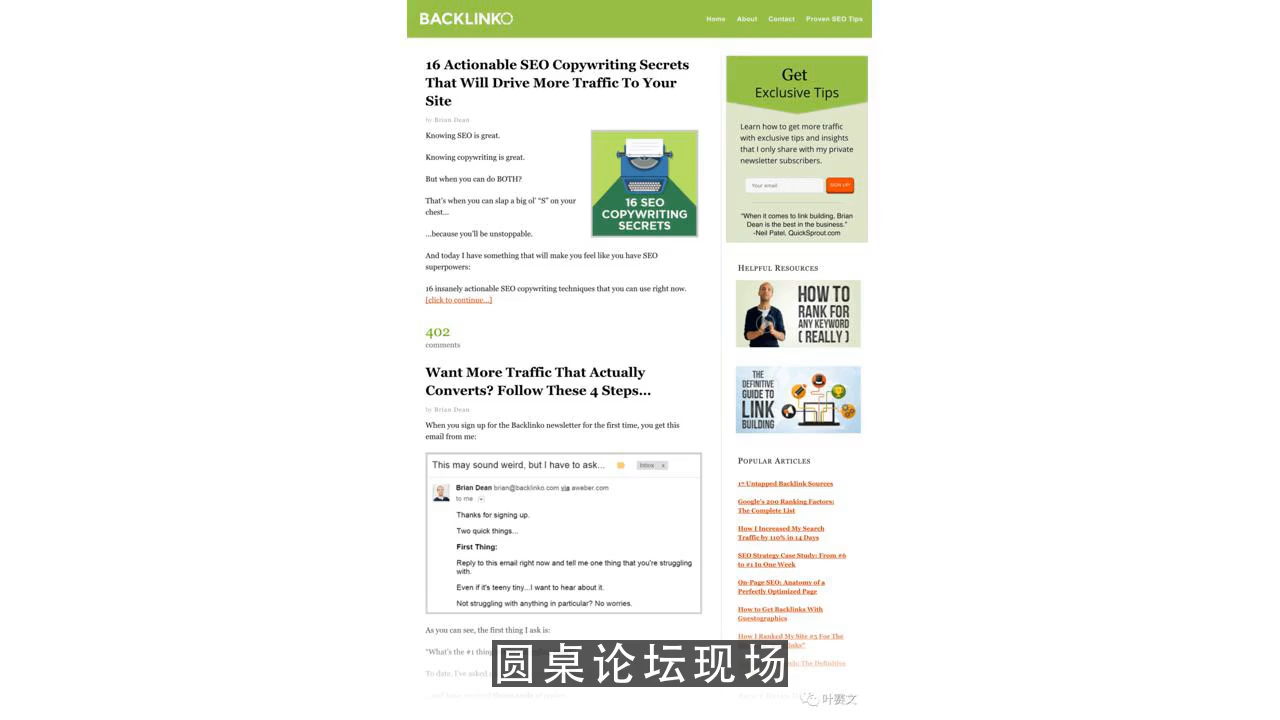 BACKLINKO
Home About Contact Proven SEO Tips
16 Actionable SEO Copywriting Secrets
That Will Drive More Traffic To Your
Site
by Brian Dean
Knowing SEO is great.
Knowing copywriting is great.
But when you can do BOTH?
That's when you can slap a big ol' “S” on your
chest…
…because you'll be unstoppable.
And today I have something that will make you feel like you have SEO
superpowers:
16 insanely actionable SEO copywriting techniques that you can use right now.
[click to continue…]
16 SEO
COPYWRITING
SECRETS
402
comments
Want More Traffic That Actually
Converts? Follow These 4 Steps…
by Brian Dean
When you sign up for the Backlinko newsletter for the first time, you get this
email from me:
This may sound weird, but I have to ask... Inbox x
Brian Dean brian@backlinko.com via aweber.com
to me
Thanks for signing up.
Two quick things...
First Thing:
Reply to this email right now and tell me one thing that you're struggling
with.
Even if it's teeny tiny...I want to hear about it.
Not struggling with anything in particular? No worries.
As you can see, the first thing I ask is:
“What's the #1 thing
To date, I've asked
Get
Exclusive Tips
Learn how to get more traffic
with exclusive tips and insights
that I only share with my private
newsletter subscribers.
Your email SIGN UP!
“When it comes to link building, Brian
Dean is the best in the business.”
-Neil Patel, QuickSprout.com
Helpful Resources
HOW TO
RANK FOR
ANY KEYWORD
( REALLY )
THE
DEFINITIVE
GUIDE TO
LINK
BUILDING
Popular Articles
17 Untapped Backlink Sources
Google's 200 Ranking Factors:
The Complete List
How I Increased My Search
Traffic by 110% in 14 Days
SEO Strategy Case Study: From #6
to #1 In One Week
On-Page SEO: Anatomy of a
Perfectly Optimized Page
How to Get Backlinks With
Guestographics
How I Ranked My Site #3 For The
The Definitive
圆桌论坛现场
叶赛文